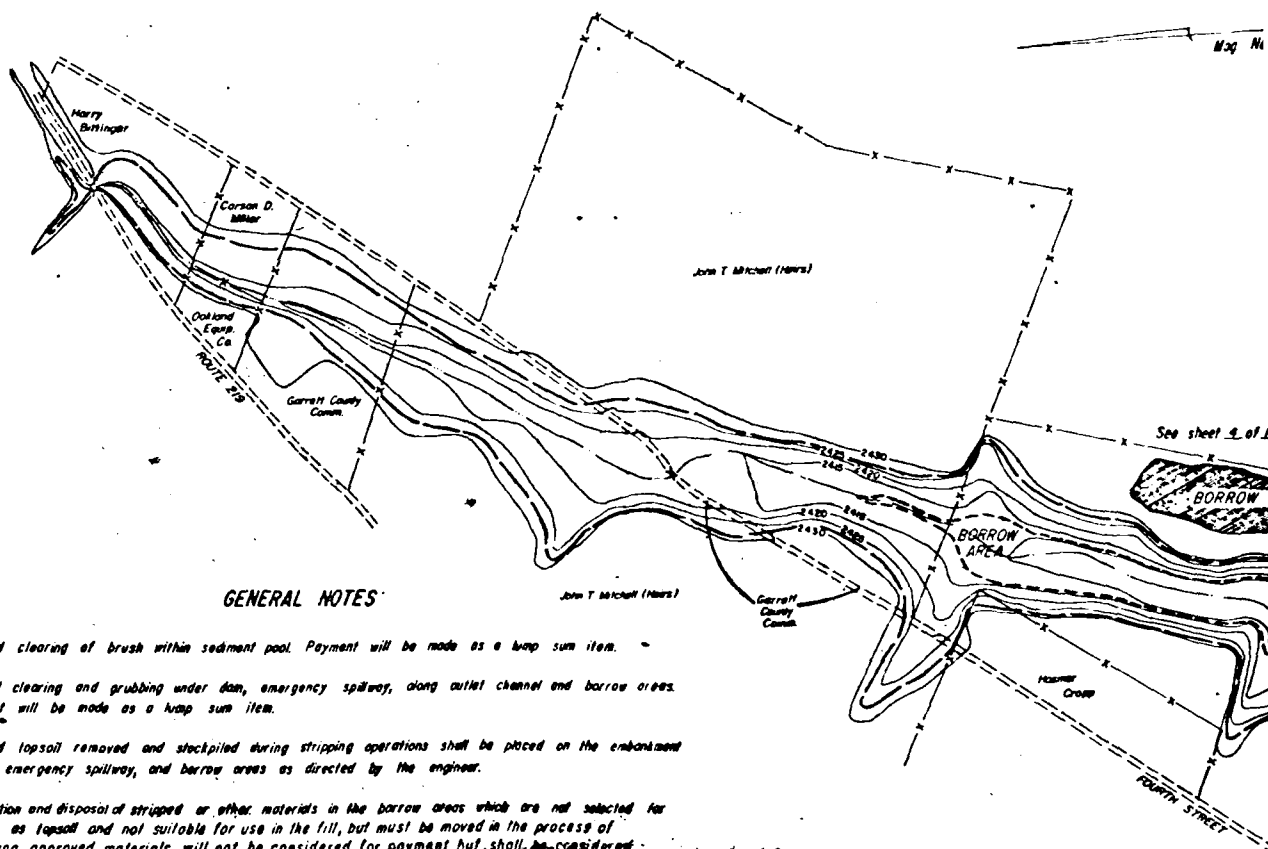 Mag
Harry
Bittinger
Carson D.
Miller
John T. Mitchell (Heirs)
Oakland
Equip.
Co.
ROUTE 219
Garrett County
Comm.
See sheet 4 of
BORROW
2425 2430
2415 2420
2420 2415
2430 2425
BORROW
AREA
John T. Mitchell (Heirs)
Garrett
County
Comm.
Cropp
FOURTH STREET
GENERAL NOTES
clearing of brush within sediment pool. Payment will be made as a lump sum item.
clearing and grubbing under dam, emergency spillway, along outlet channel and borrow areas.
will be made as a lump sum item.
topsoil removed and stockpiled during stripping operations shall be placed on the embankment
emergency spillway, and borrow areas as directed by the engineer.
and disposal of stripped or other materials in the borrow areas which are not selected for
as topsoil and not suitable for use in the fill, but must be moved in the process of
approved materials will not be considered for payment but shall be considered